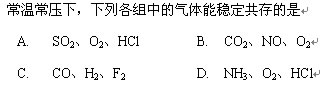 常温常压下，下列各组中的气体能稳定共存的是
A. SO₂、O₂、HCl B. CO₂、NO、O₂
C. CO、H₂、F₂ D. NH₃、O₂、HCl